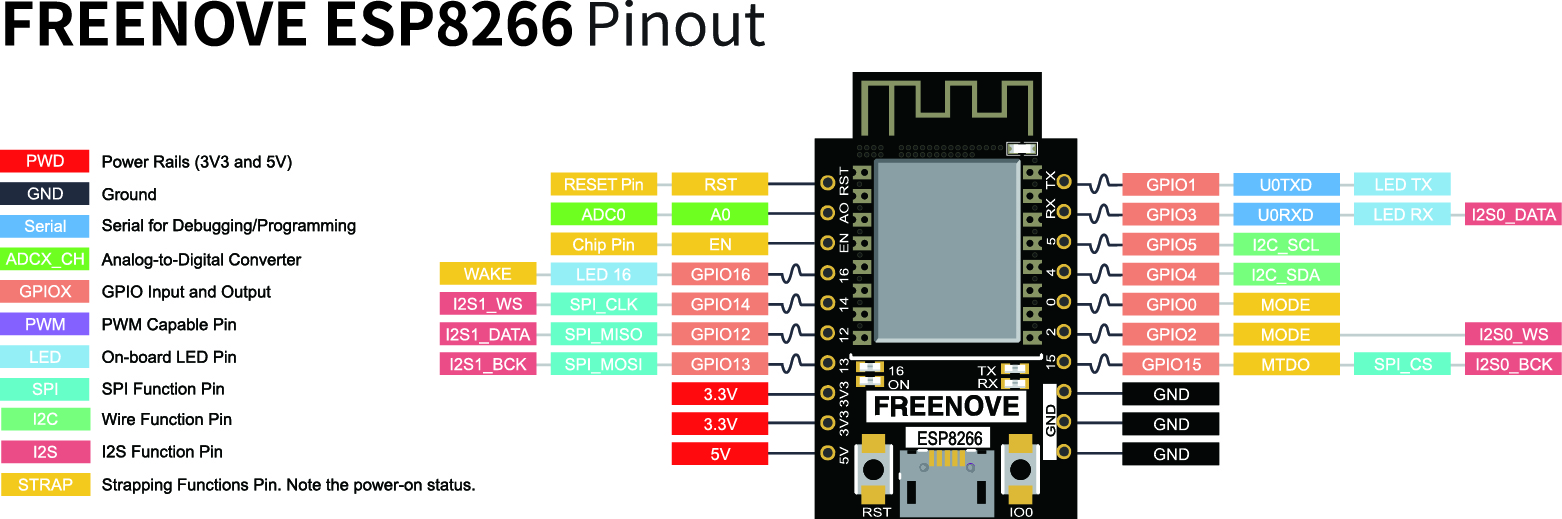 FREENOVE ESP8266 Pinout
PWD Power Rails (3V3 and 5V)
GND Ground
Serial Serial for Debugging/Programming
ADCX_CH Analog-to-Digital Converter
GPIOX GPIO Input and Output
PWM PWM Capable Pin
LED On-board LED Pin
SPI SPI Function Pin
I2C Wire Function Pin
I2S I2S Function Pin
STRAP Strapping Functions Pin. Note the power-on status.
RESET Pin RST
ADC0 A0
Chip Pin EN
WAKE LED 16 GPIO16
I2S1_WS SPI_CLK GPIO14
I2S1_DATA SPI_MISO GPIO12
I2S1_BCK SPI_MOSI GPIO13
3.3V
3.3V
5V
RST
AO
EN
16
14
12
13
3V3
3V3
5V
16
ON
TX
RX
FREENOVE
ESP8266
RST
IO0
TX
RX
5
4
0
2
15
GND
GPIO1 U0TXD LED TX
GPIO3 U0RXD LED RX I2S0_DATA
GPIO5 I2C_SCL
GPIO4 I2C_SDA
GPIO0 MODE
GPIO2 MODE I2S0_WS
GPIO15 MTDO SPI_CS I2S0_BCK
GND
GND
GND